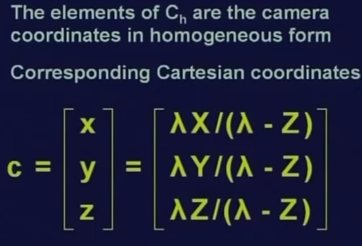 The elements of Cₕ are the camera
coordinates in homogeneous form
Corresponding Cartesian coordinates
x λX/(λ - Z)
c = y = λY/(λ - Z)
z λZ/(λ - Z)